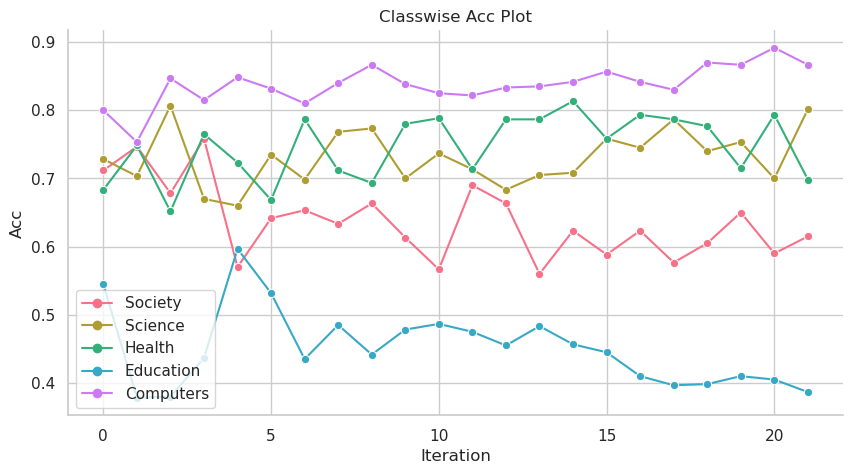 Classwise Acc Plot
0.9
0.8
0.7
0.6
0.5
0.4
Acc
Society
Science
Health
Education
Computers
0 5 10 15 20
Iteration